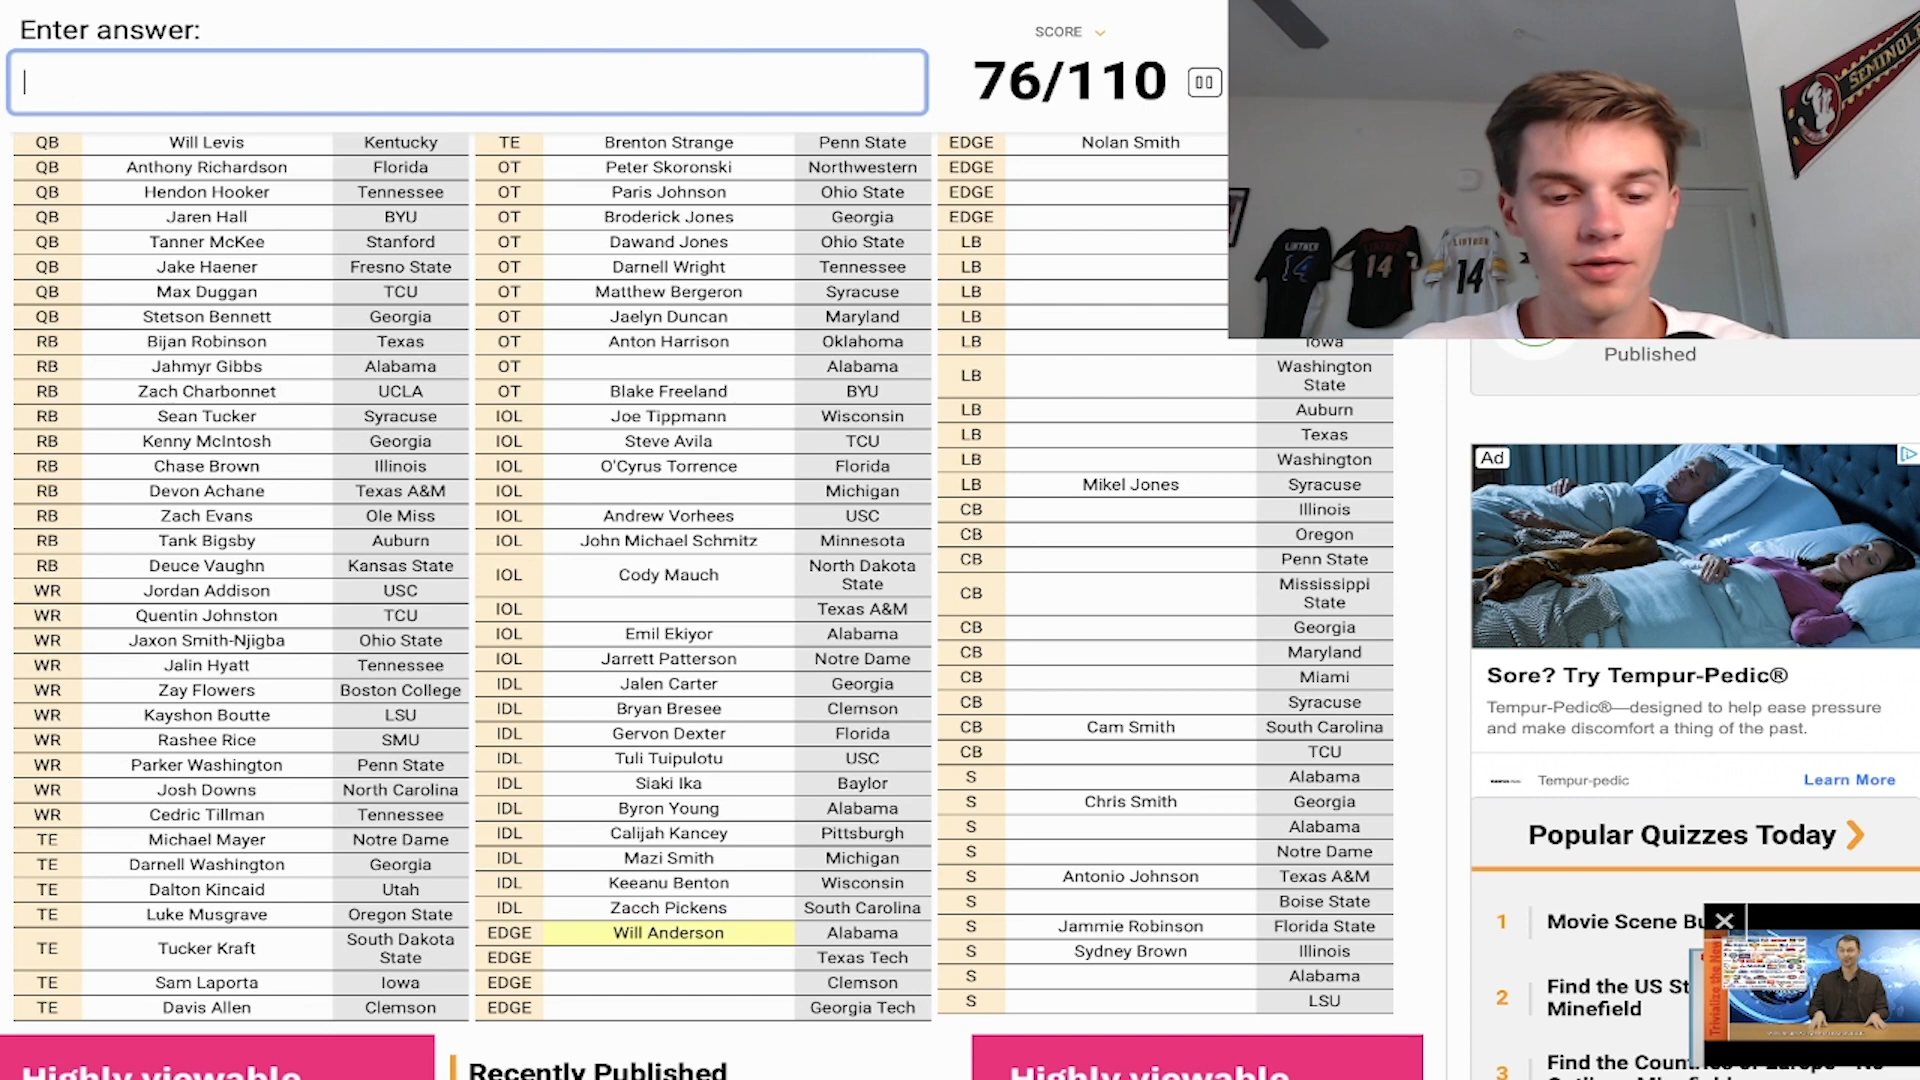 Enter answer:
SCORE
76/110
QB Will Levis Kentucky
QB Anthony Richardson Florida
QB Hendon Hooker Tennessee
QB Jaren Hall BYU
QB Tanner McKee Stanford
QB Jake Haener Fresno State
QB Max Duggan TCU
QB Stetson Bennett Georgia
RB Bijan Robinson Texas
RB Jahmyr Gibbs Alabama
RB Zach Charbonnet UCLA
RB Sean Tucker Syracuse
RB Kenny McIntosh Georgia
RB Chase Brown Illinois
RB Devon Achane Texas A&M
RB Zach Evans Ole Miss
RB Tank Bigsby Auburn
RB Deuce Vaughn Kansas State
WR Jordan Addison USC
WR Quentin Johnston TCU
WR Jaxon Smith-Njigba Ohio State
WR Jalin Hyatt Tennessee
WR Zay Flowers Boston College
WR Kayshon Boutte LSU
WR Rashee Rice SMU
WR Parker Washington Penn State
WR Josh Downs North Carolina
WR Cedric Tillman Tennessee
TE Michael Mayer Notre Dame
TE Darnell Washington Georgia
TE Dalton Kincaid Utah
TE Luke Musgrave Oregon State
TE Tucker Kraft South Dakota
State
TE Sam Laporta Iowa
TE Davis Allen Clemson
TE Brenton Strange Penn State
OT Peter Skoronski Northwestern
OT Paris Johnson Ohio State
OT Broderick Jones Georgia
OT Dawand Jones Ohio State
OT Darnell Wright Tennessee
OT Matthew Bergeron Syracuse
OT Jaelyn Duncan Maryland
OT Anton Harrison Oklahoma
OT Alabama
OT Blake Freeland BYU
IOL Joe Tippmann Wisconsin
IOL Steve Avila TCU
IOL O'Cyrus Torrence Florida
IOL Michigan
IOL Andrew Vorhees USC
IOL John Michael Schmitz Minnesota
IOL Cody Mauch North Dakota
State
IOL Texas A&M
IOL Emil Ekiyor Alabama
IOL Jarrett Patterson Notre Dame
IDL Jalen Carter Georgia
IDL Bryan Bresee Clemson
IDL Gervon Dexter Florida
IDL Tuli Tuipulotu USC
IDL Siaki Ika Baylor
IDL Byron Young Alabama
IDL Calijah Kancey Pittsburgh
IDL Mazi Smith Michigan
IDL Keeanu Benton Wisconsin
IDL Zacch Pickens South Carolina
EDGE Will Anderson Alabama
EDGE Texas Tech
EDGE Clemson
EDGE Georgia Tech
EDGE Nolan Smith
EDGE
EDGE
EDGE
LB
LB
LB
LB
LB Iowa
LB Washington
State
LB Auburn
LB Texas
LB Washington
LB Mikel Jones Syracuse
CB Illinois
CB Oregon
CB Penn State
CB Mississippi
State
CB Georgia
CB Maryland
CB Miami
CB Syracuse
CB Cam Smith South Carolina
CB TCU
S Alabama
S Chris Smith Georgia
S Alabama
S Notre Dame
S Antonio Johnson Texas A&M
S Boise State
S Jammie Robinson Florida State
S Sydney Brown Illinois
S Alabama
S LSU
LINTNER
14
14
LINTNER
14
Published
Ad
Sore? Try Tempur-Pedic®
Tempur-Pedic®—designed to help ease pressure
and make discomfort a thing of the past.
Tempur-pedic Learn More
Popular Quizzes Today
1 Movie Scene
2 Find the US
Minefield
3 Find the
Trivialize the News
Highly viewable
Recently Published
Highly viewable